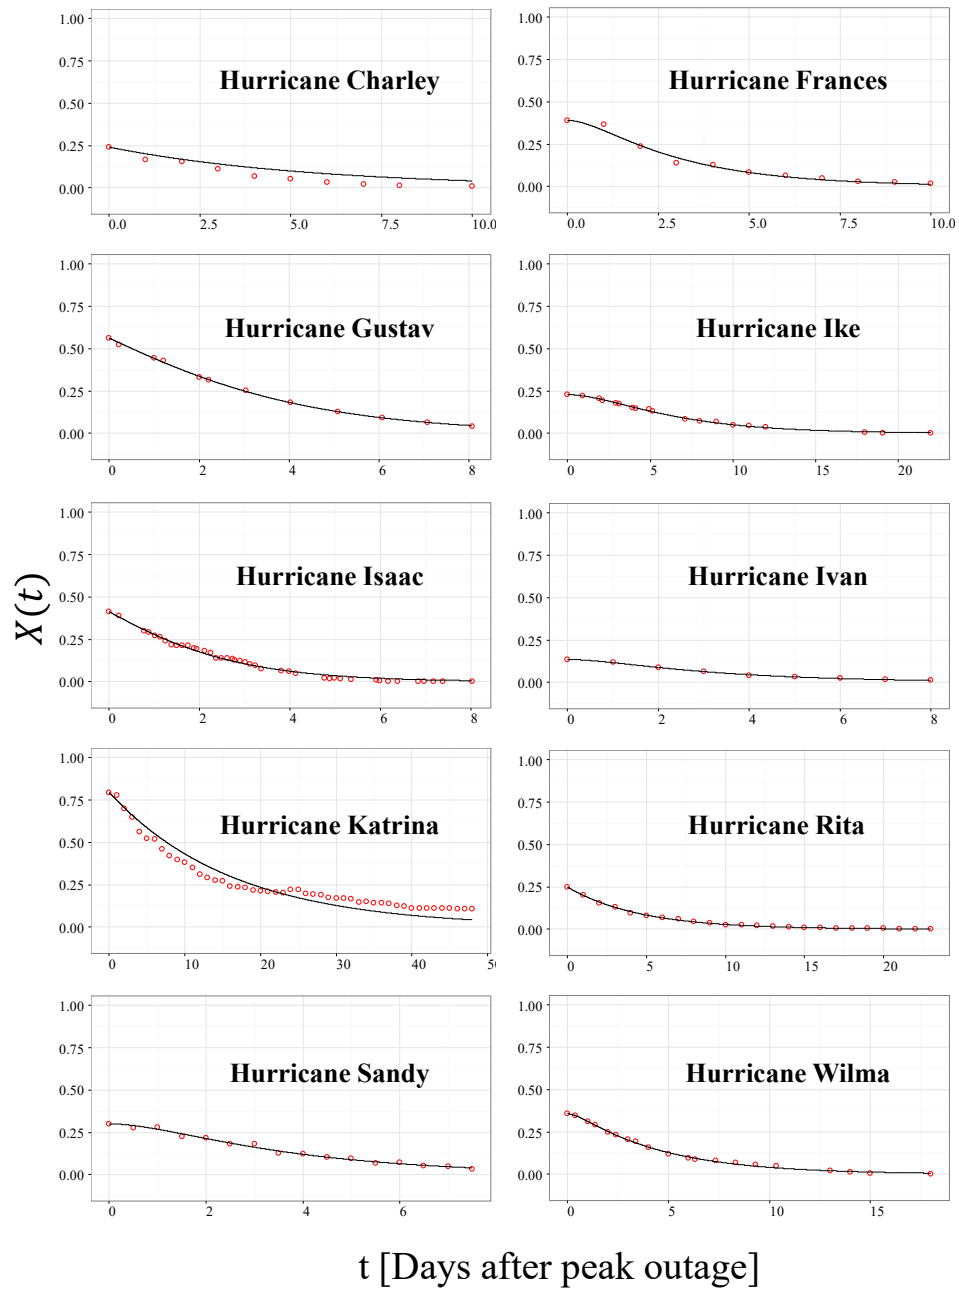 Hurricane Charley
1.00
0.75
0.50
0.25
0.00
0.0 2.5 5.0 7.5 10.0
Hurricane Frances
1.00
0.75
0.50
0.25
0.00
0.0 2.5 5.0 7.5 10.0
Hurricane Gustav
1.00
0.75
0.50
0.25
0.00
0 2 4 6 8
Hurricane Ike
1.00
0.75
0.50
0.25
0.00
0 5 10 15 20
Hurricane Isaac
1.00
0.75
0.50
0.25
0.00
0 2 4 6 8
Hurricane Ivan
1.00
0.75
0.50
0.25
0.00
0 2 4 6 8
X(t)
Hurricane Katrina
1.00
0.75
0.50
0.25
0.00
0 10 20 30 40 50
Hurricane Rita
1.00
0.75
0.50
0.25
0.00
0 5 10 15 20
Hurricane Sandy
1.00
0.75
0.50
0.25
0.00
0 2 4 6
Hurricane Wilma
1.00
0.75
0.50
0.25
0.00
0 5 10 15
t [Days after peak outage]